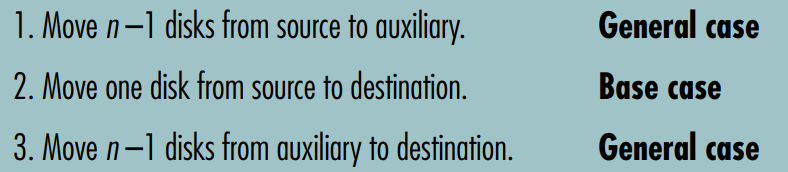 1. Move n –1 disks from source to auxiliary. General case
2. Move one disk from source to destination. Base case
3. Move n –1 disks from auxiliary to destination. General case